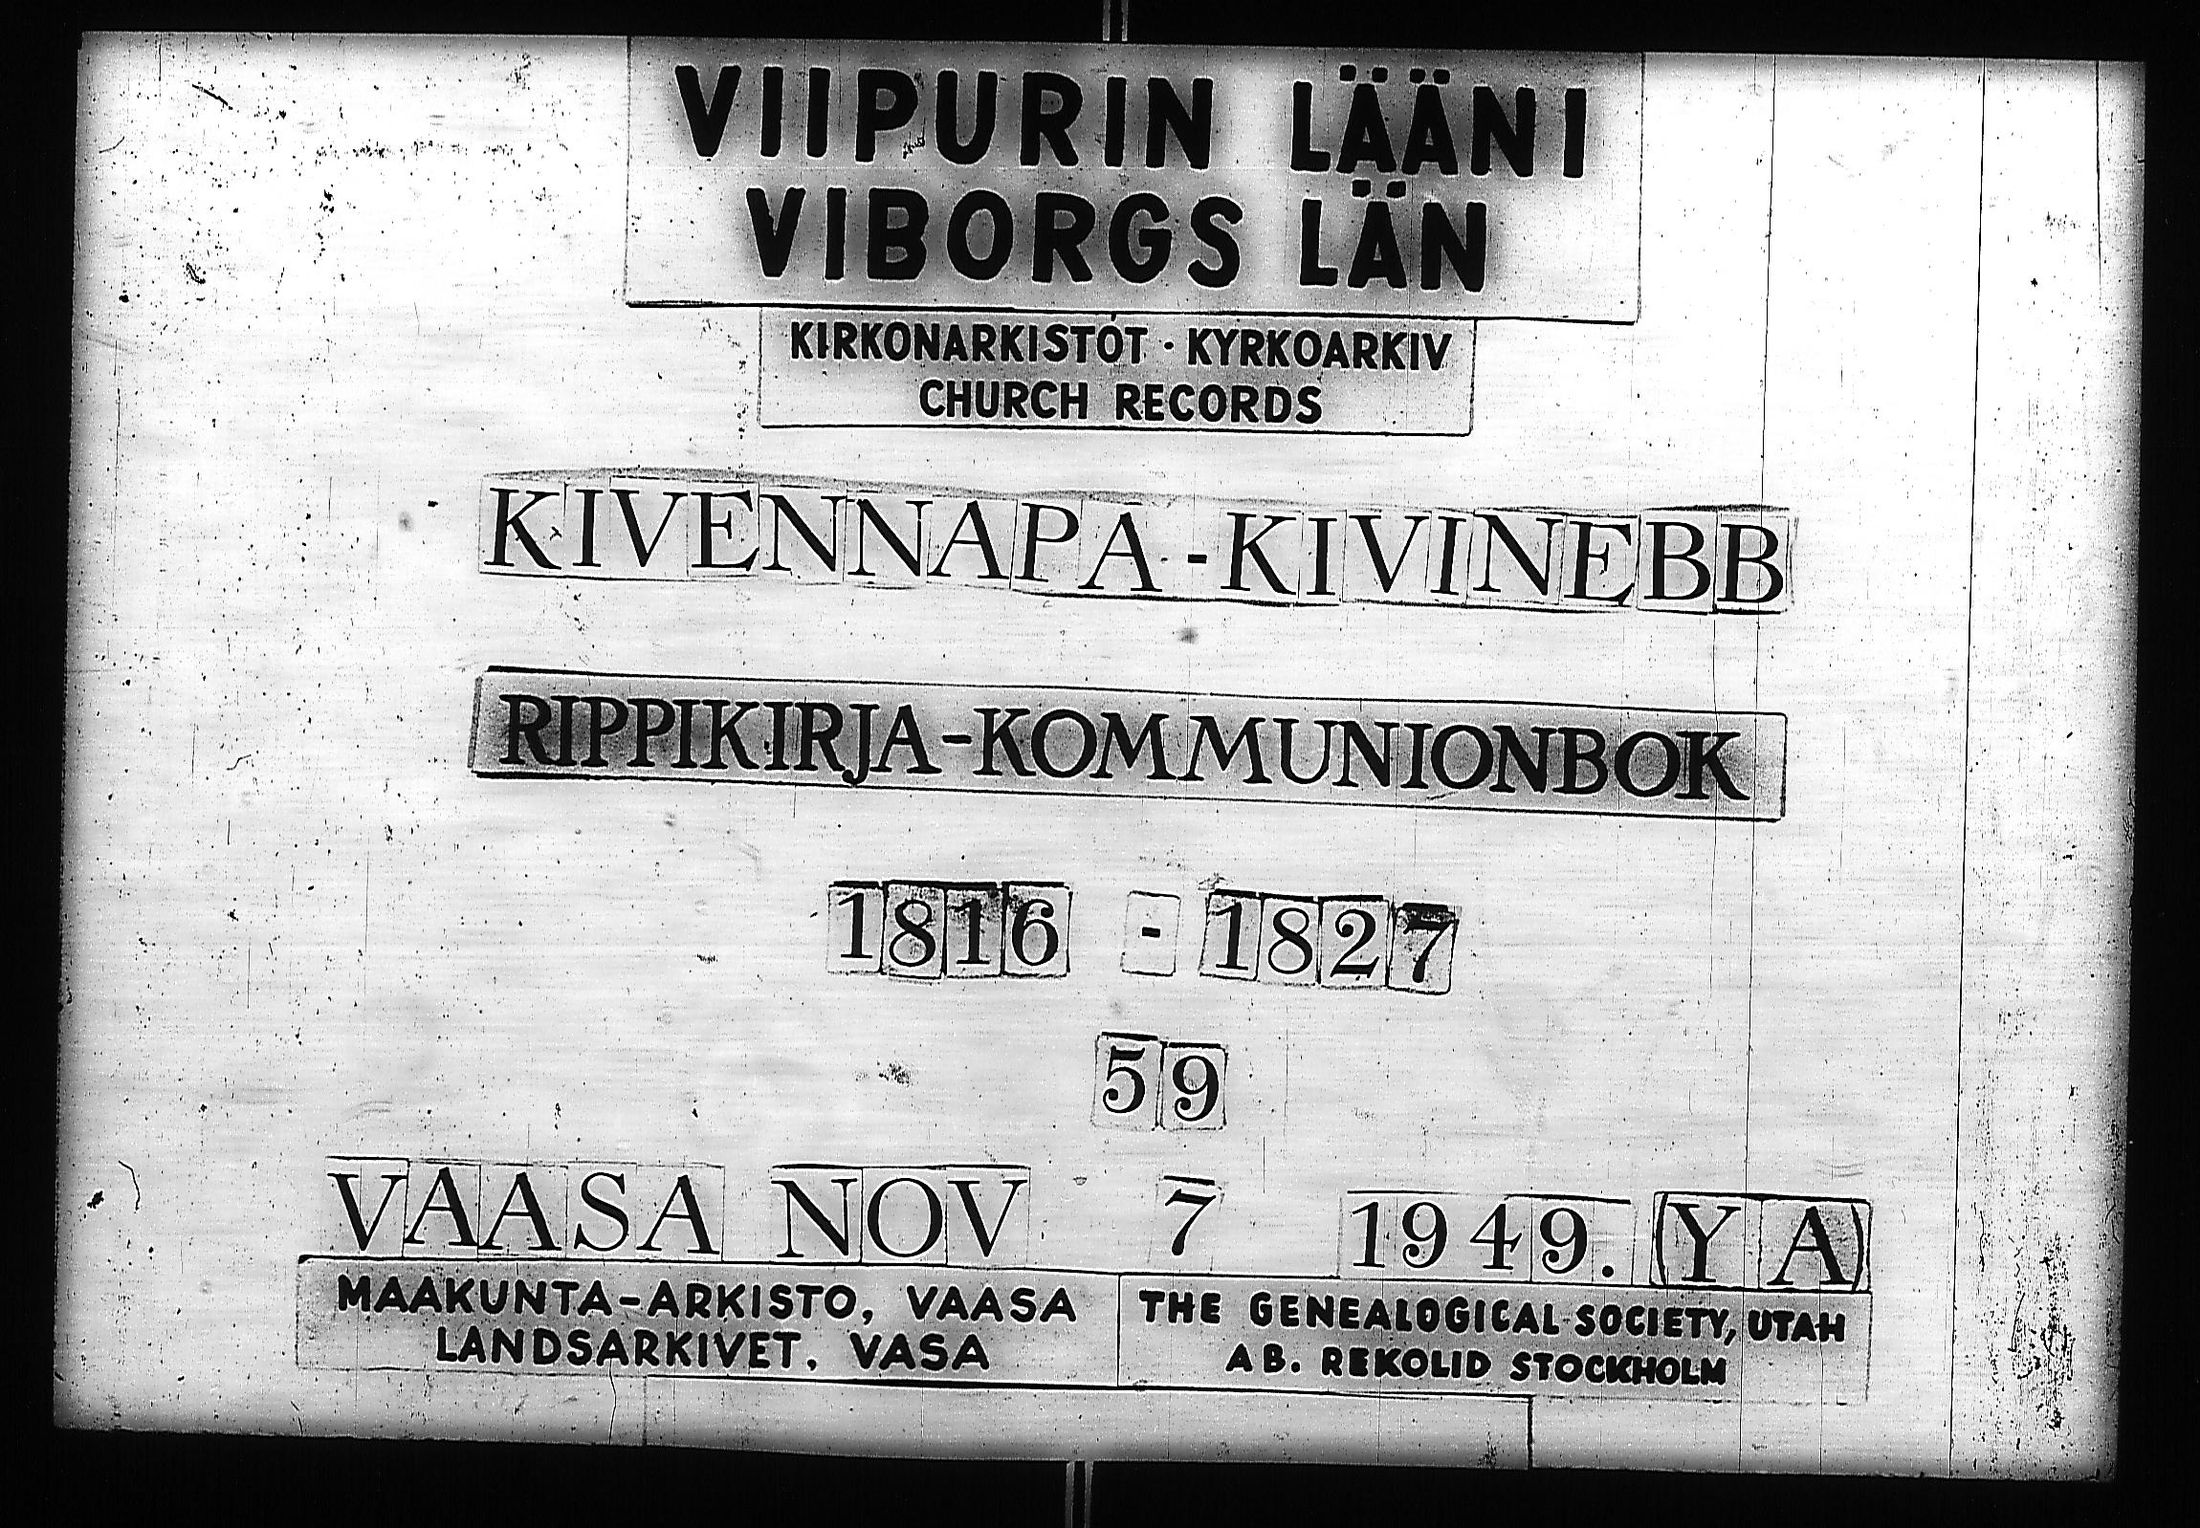 VIIPURIN LÄÄNI
VIBORGS LÄN
KIRKONARKISTOT · KYRKOARKIV
CHURCH RECORDS
KIVENNAPA-KIVINEBB
RIPPIKIRJA-KOMMUNIONBOK
1816 - 1827
59
VAASA NOV 7 1949. (YA)
MAAKUNTA-ARKISTO, VAASA
LANDSARKIVET. VASA
THE GENEALOGICAL SOCIETY, UTAH
AB. REKOLID STOCKHOLM